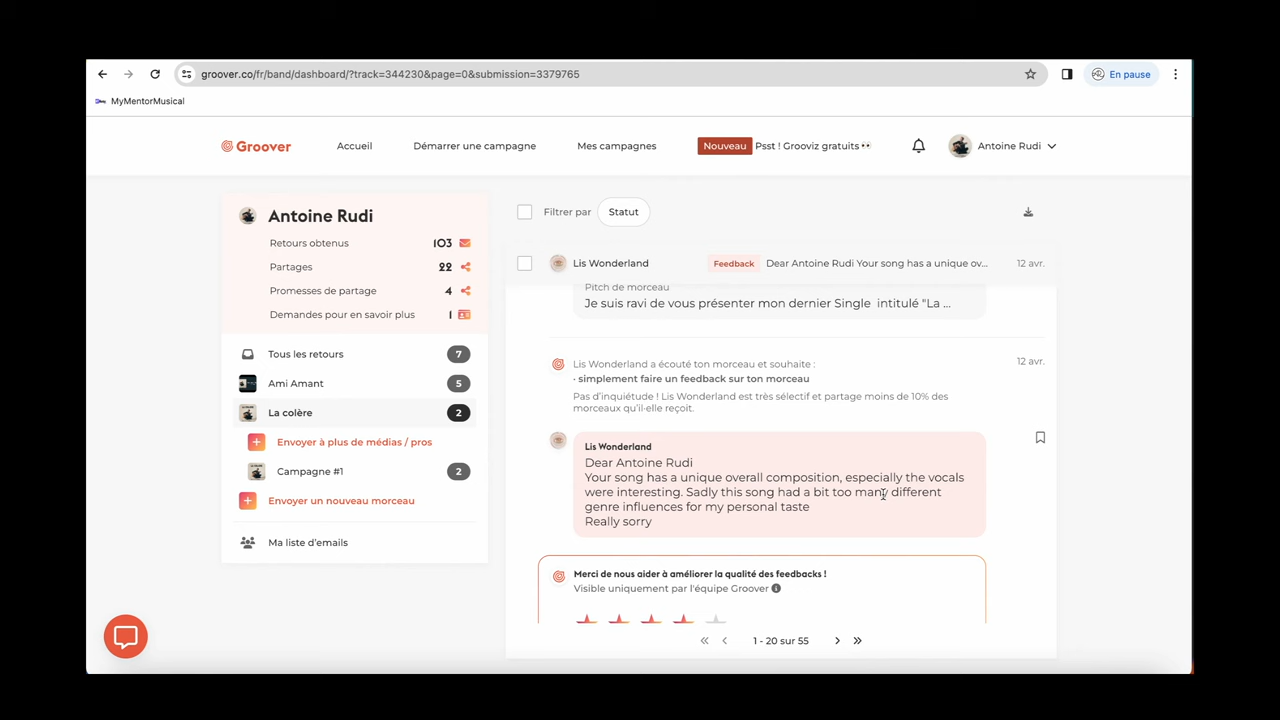 groover.co/fr/band/dashboard/?track=344230&page=0&submission=3379765
En pause
MyMentorMusical
Groover
Accueil
Démarrer une campagne
Mes campagnes
Nouveau Psst ! Grooviz gratuits 👀
Antoine Rudi
Antoine Rudi
Retours obtenus 103
Partages 22
Promesses de partage 4
Demandes pour en savoir plus 1
Tous les retours 7
Ami Amant 5
La colère 2
Envoyer à plus de médias / pros
Campagne #1 2
Envoyer un nouveau morceau
Ma liste d'emails
Filtrer par Statut
Lis Wonderland Feedback Dear Antoine Rudi Your song has a unique ov... 12 avr.
Pitch de morceau
Je suis ravi de vous présenter mon dernier Single intitulé "La ...
Lis Wonderland a écouté ton morceau et souhaite : 12 avr.
· simplement faire un feedback sur ton morceau
Pas d'inquiétude ! Lis Wonderland est très sélectif et partage moins de 10% des
morceaux qu'il·elle reçoit.
Lis Wonderland
Dear Antoine Rudi
Your song has a unique overall composition, especially the vocals
were interesting. Sadly this song had a bit too many different
genre influences for my personal taste
Really sorry
Merci de nous aider à améliorer la qualité des feedbacks !
Visible uniquement par l'équipe Groover
1 - 20 sur 55